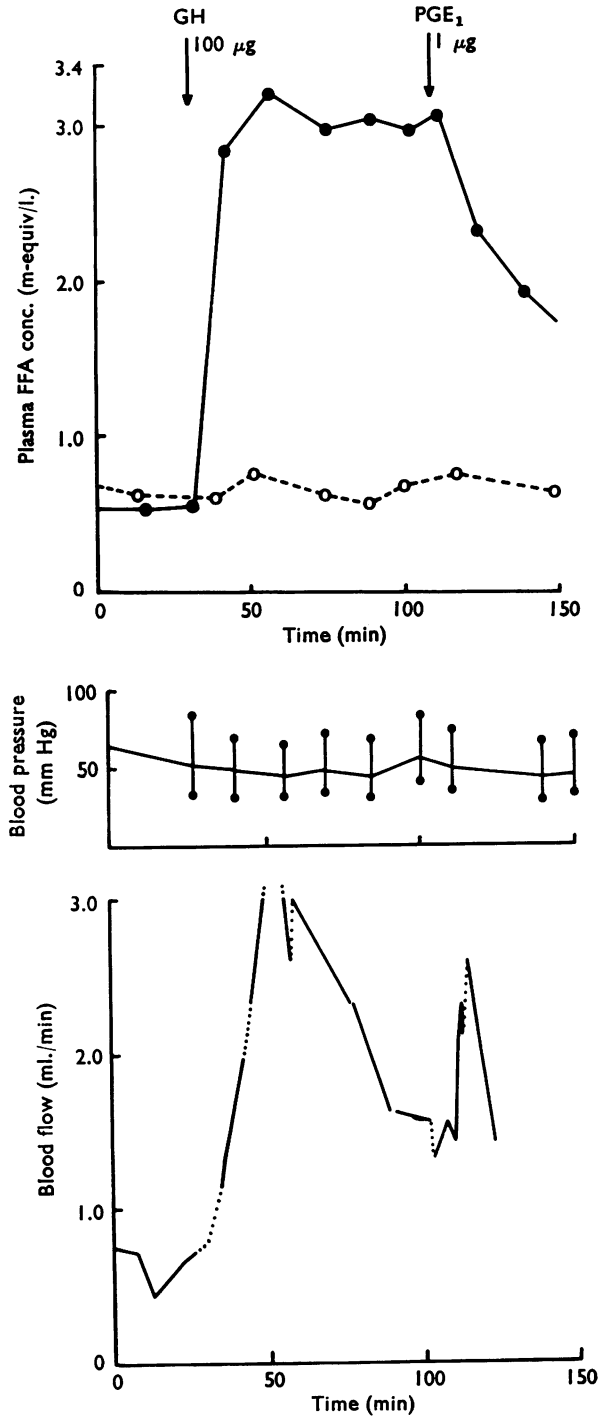 GH
100 μg
PGE₁
1 μg
3.4
3.0
2.0
1.0
0
Plasma FFA conc. (m-equiv/l.)
0 50 100 150
Time (min)
100
50
Blood pressure
(mm Hg)
3.0
2.0
1.0
0
Blood flow (ml./min)
0 50 100 150
Time (min)